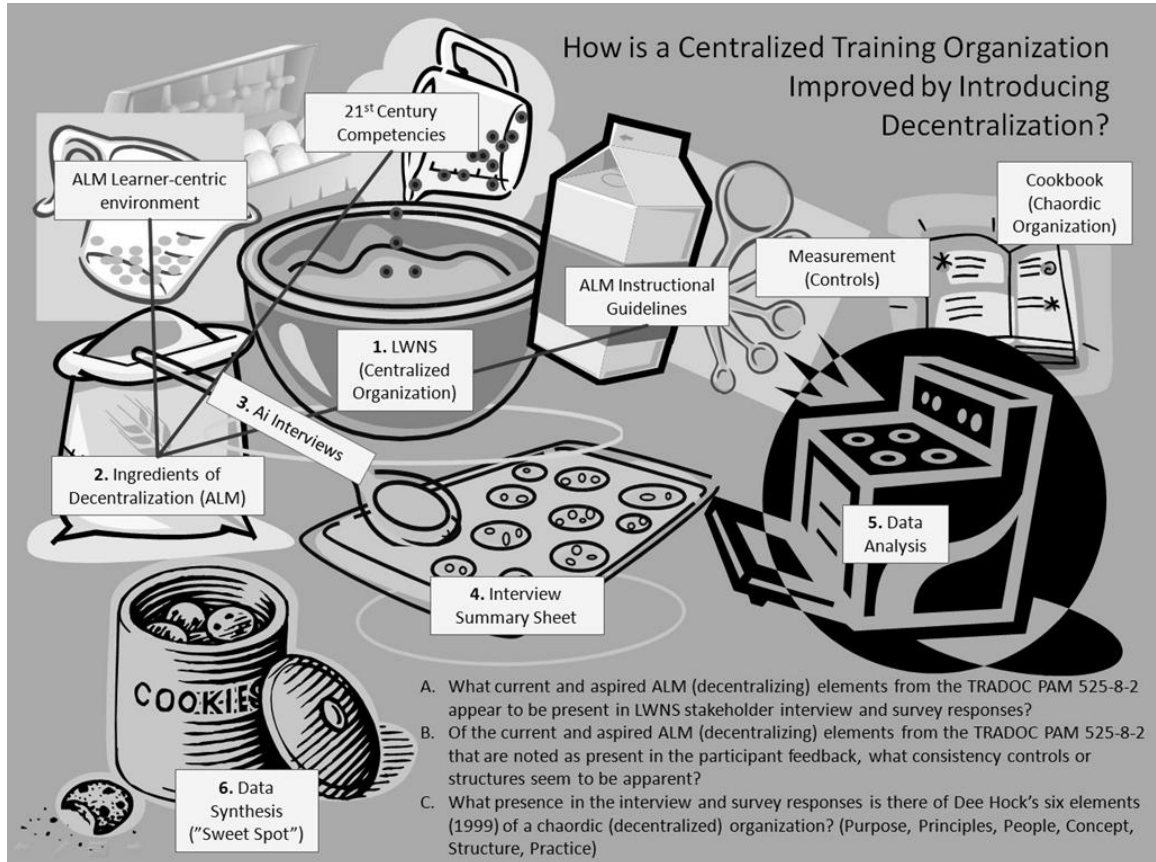 How is a Centralized Training Organization
Improved by Introducing
Decentralization?
21st Century
Competencies
ALM Learner-centric
environment
Cookbook
(Chaordic
Organization)
Measurement
(Controls)
ALM Instructional
Guidelines
1. LWNS
(Centralized
Organization)
2. Ingredients of
Decentralization (ALM)
3. Ai Interviews
4. Interview
Summary Sheet
5. Data
Analysis
COOKIES
6. Data
Synthesis
("Sweet Spot")
A. What current and aspired ALM (decentralizing) elements from the TRADOC PAM 525-8-2
appear to be present in LWNS stakeholder interview and survey responses?
B. Of the current and aspired ALM (decentralizing) elements from the TRADOC PAM 525-8-2
that are noted as present in the participant feedback, what consistency controls or
structures seem to be apparent?
C. What presence in the interview and survey responses is there of Dee Hock's six elements
(1999) of a chaordic (decentralized) organization? (Purpose, Principles, People, Concept,
Structure, Practice)